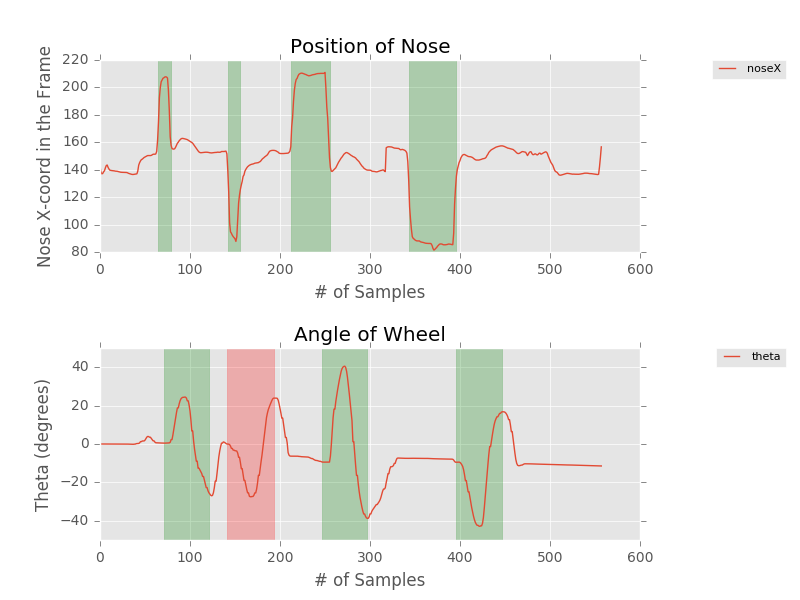 Position of Nose
220
200
180
160
140
120
100
80
Nose X-coord in the Frame
0 100 200 300 400 500 600
# of Samples
noseX
Angle of Wheel
40
20
0
−20
−40
Theta (degrees)
0 100 200 300 400 500 600
# of Samples
theta